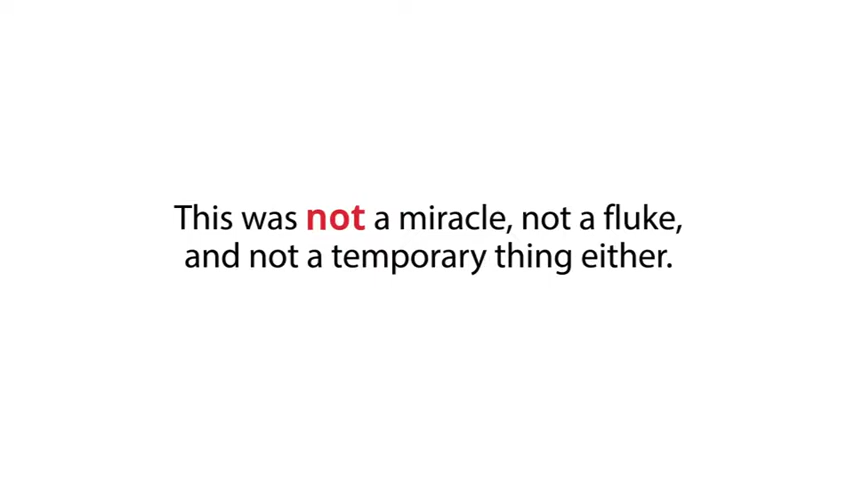 This was not a miracle, not a fluke,
and not a temporary thing either.